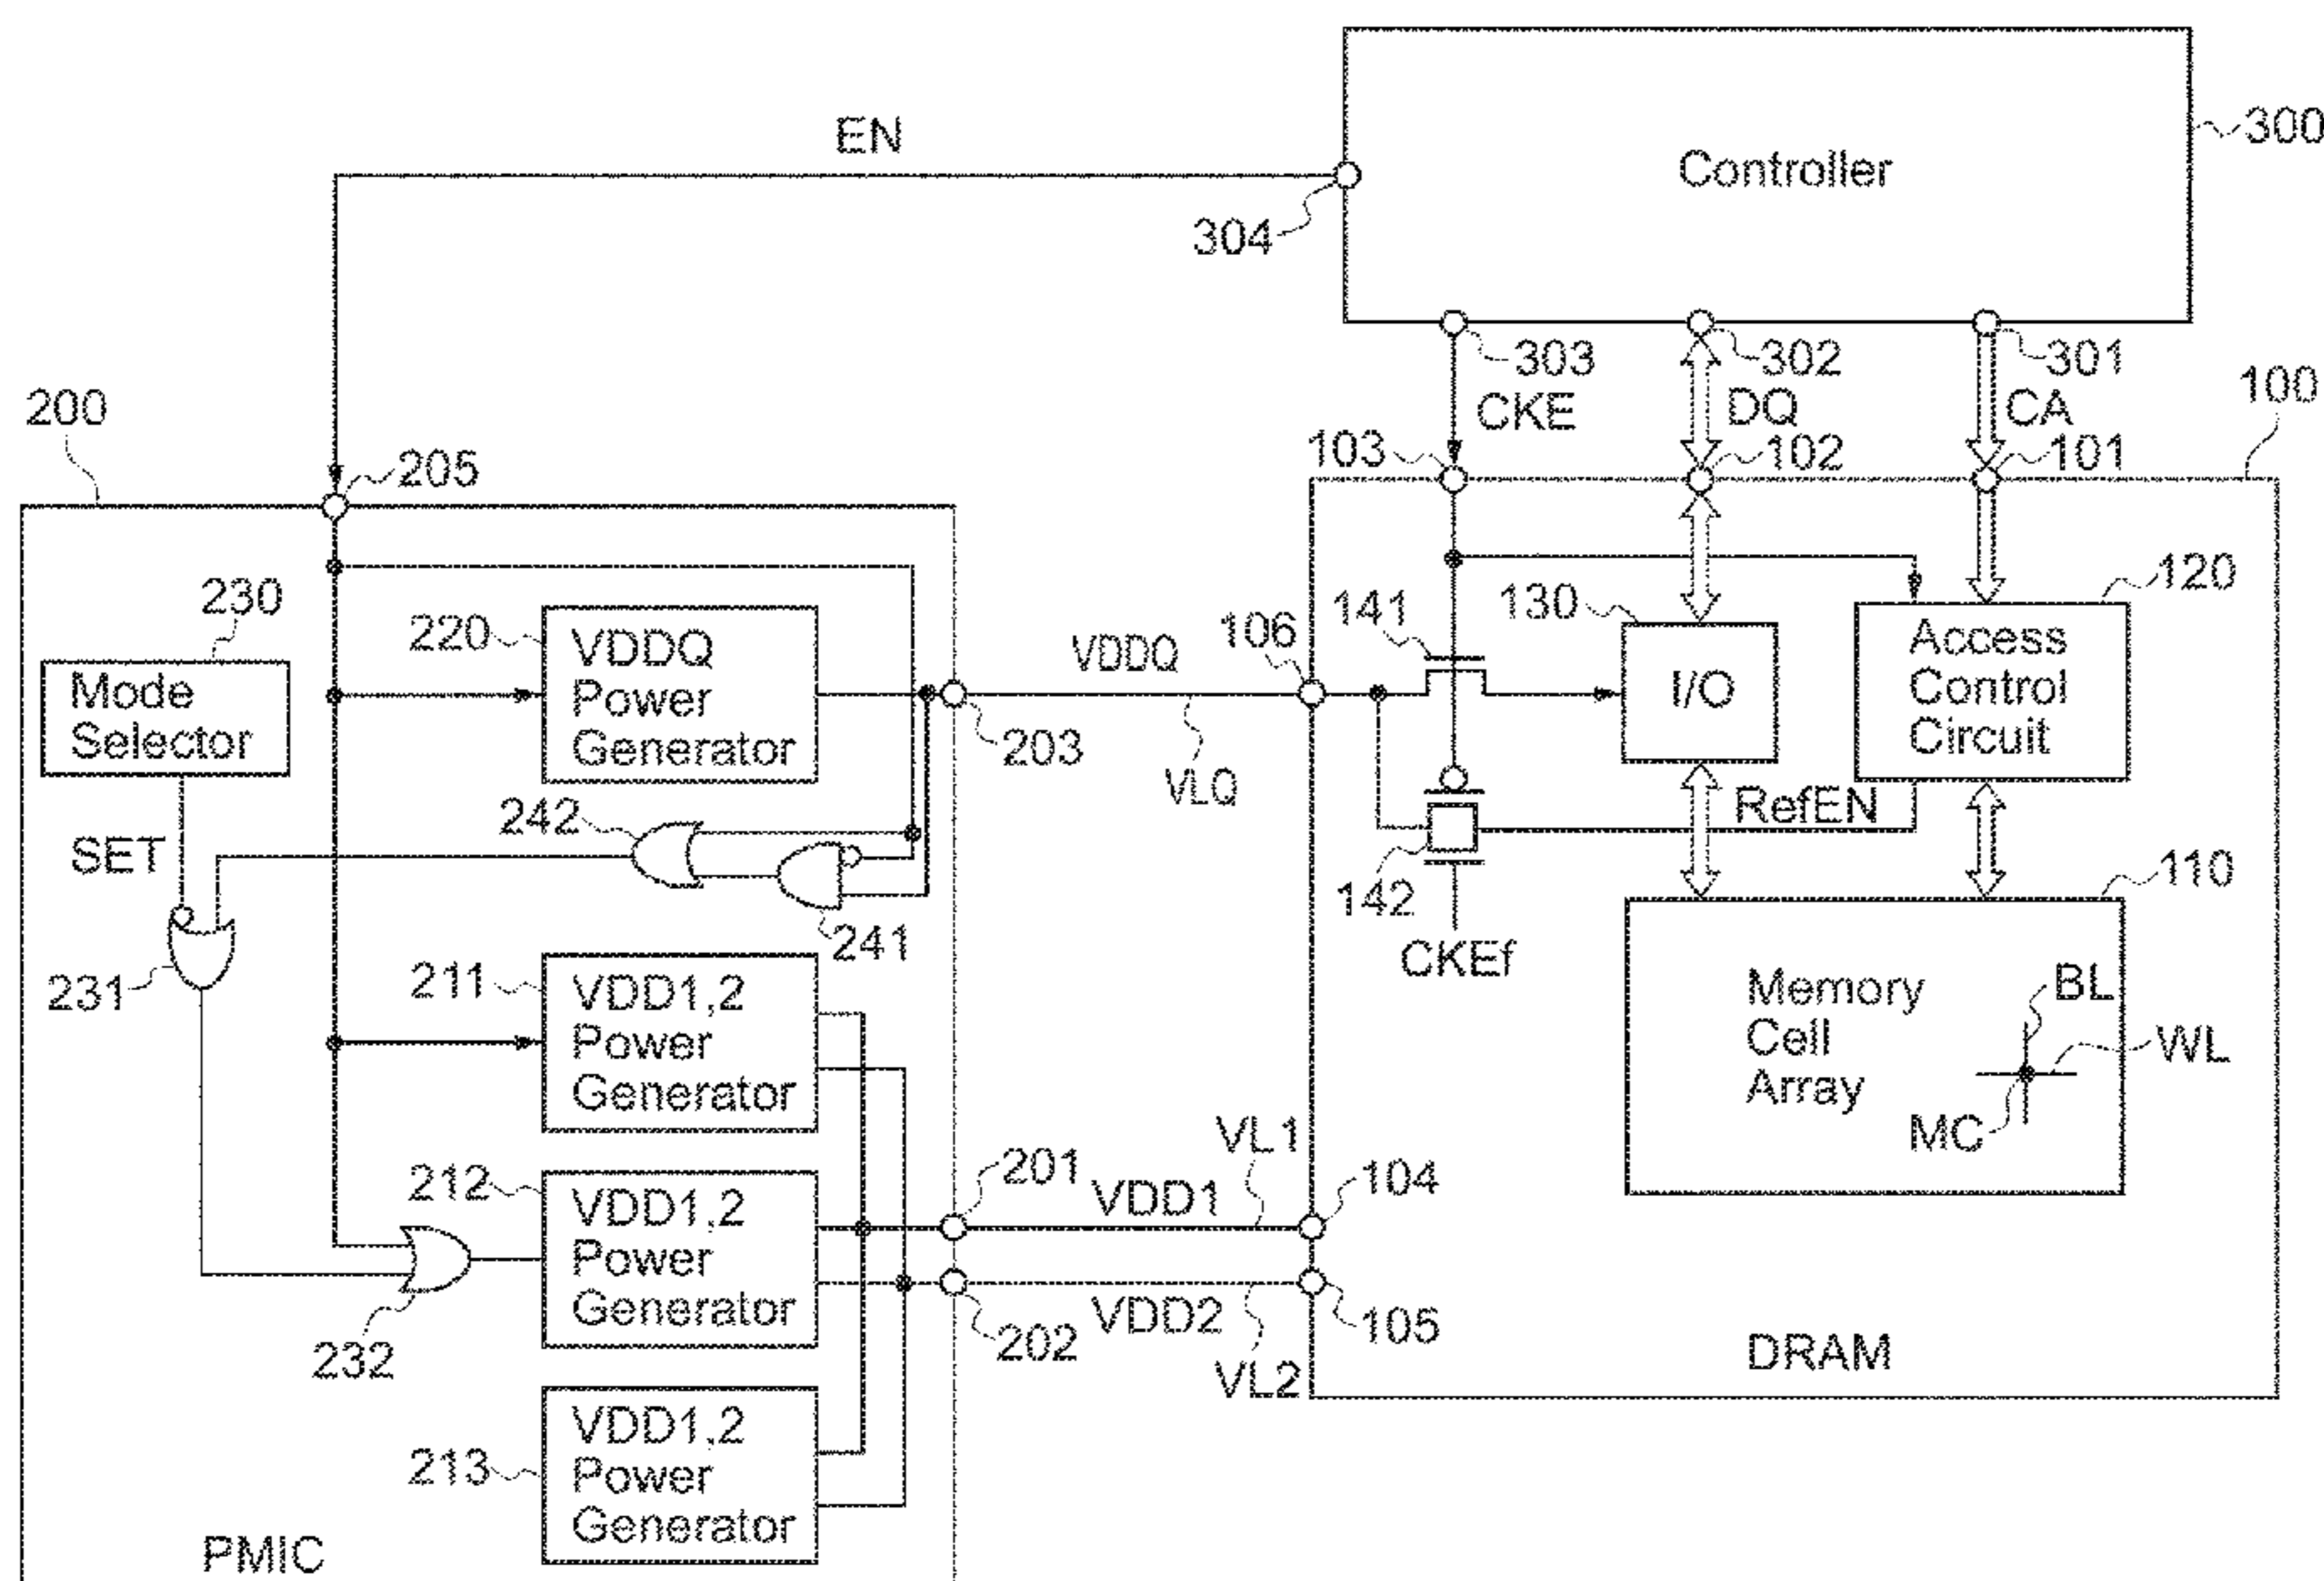 EN
Controller
300
304
303
302
301
CKE
DQ
CA
100
200
205
103
102
101
230
Mode
Selector
220
VDDQ
Power
Generator
203
VDDQ
VLQ
106
141
130
I/O
120
Access
Control
Circuit
SET
242
241
142
RefEN
CKEf
110
231
211
VDD1,2
Power
Generator
Memory
Cell
Array
BL
WL
MC
212
VDD1,2
Power
Generator
201
VDD1
VL1
104
232
202
VDD2
VL2
105
DRAM
213
VDD1,2
Power
Generator
PMIC